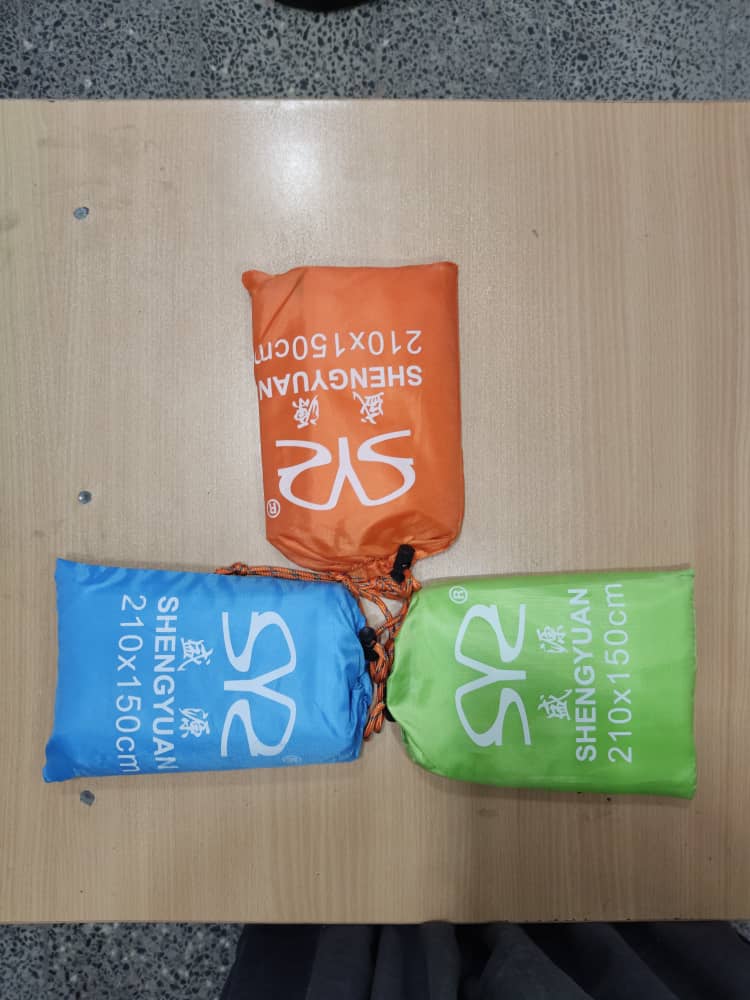 SYS®
盛 源
SHENGYUAN
210x150cm
SYS®
盛 源
SHENGYUAN
210x150cm
SYS®
盛 源
SHENGYUAN
210x150cm